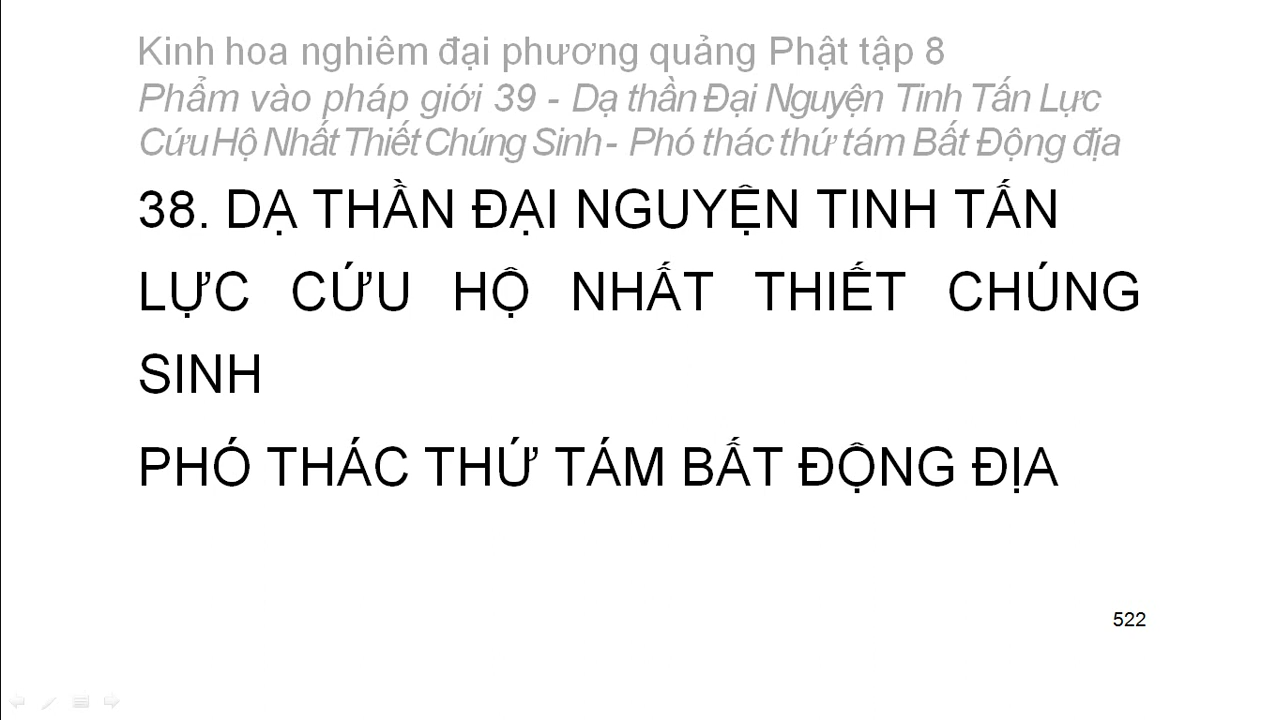 Kinh hoa nghiêm đại phương quảng Phật tập 8
Phẩm vào pháp giới 39 - Dạ thần Đại Nguyện Tinh Tấn Lực
Cứu Hộ Nhất Thiết Chúng Sinh - Phó thác thứ tám Bất Động địa
38. DẠ THẦN ĐẠI NGUYỆN TINH TẤN
LỰC CỨU HỘ NHẤT THIẾT CHÚNG
SINH
PHÓ THÁC THỨ TÁM BẤT ĐỘNG ĐỊA
522